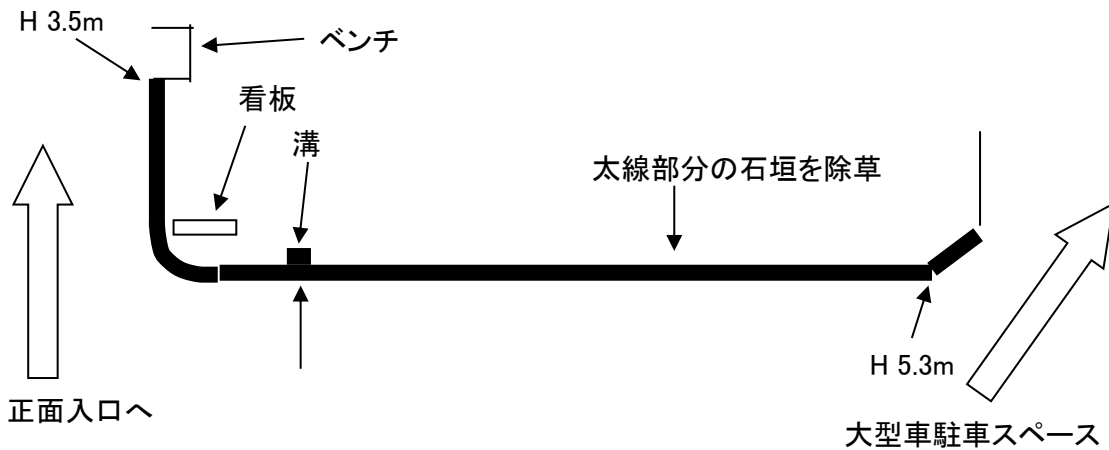 H 3.5m
ベンチ
看板
溝
太線部分の石垣を除草
H 5.3m
正面入口へ
大型車駐車スペース